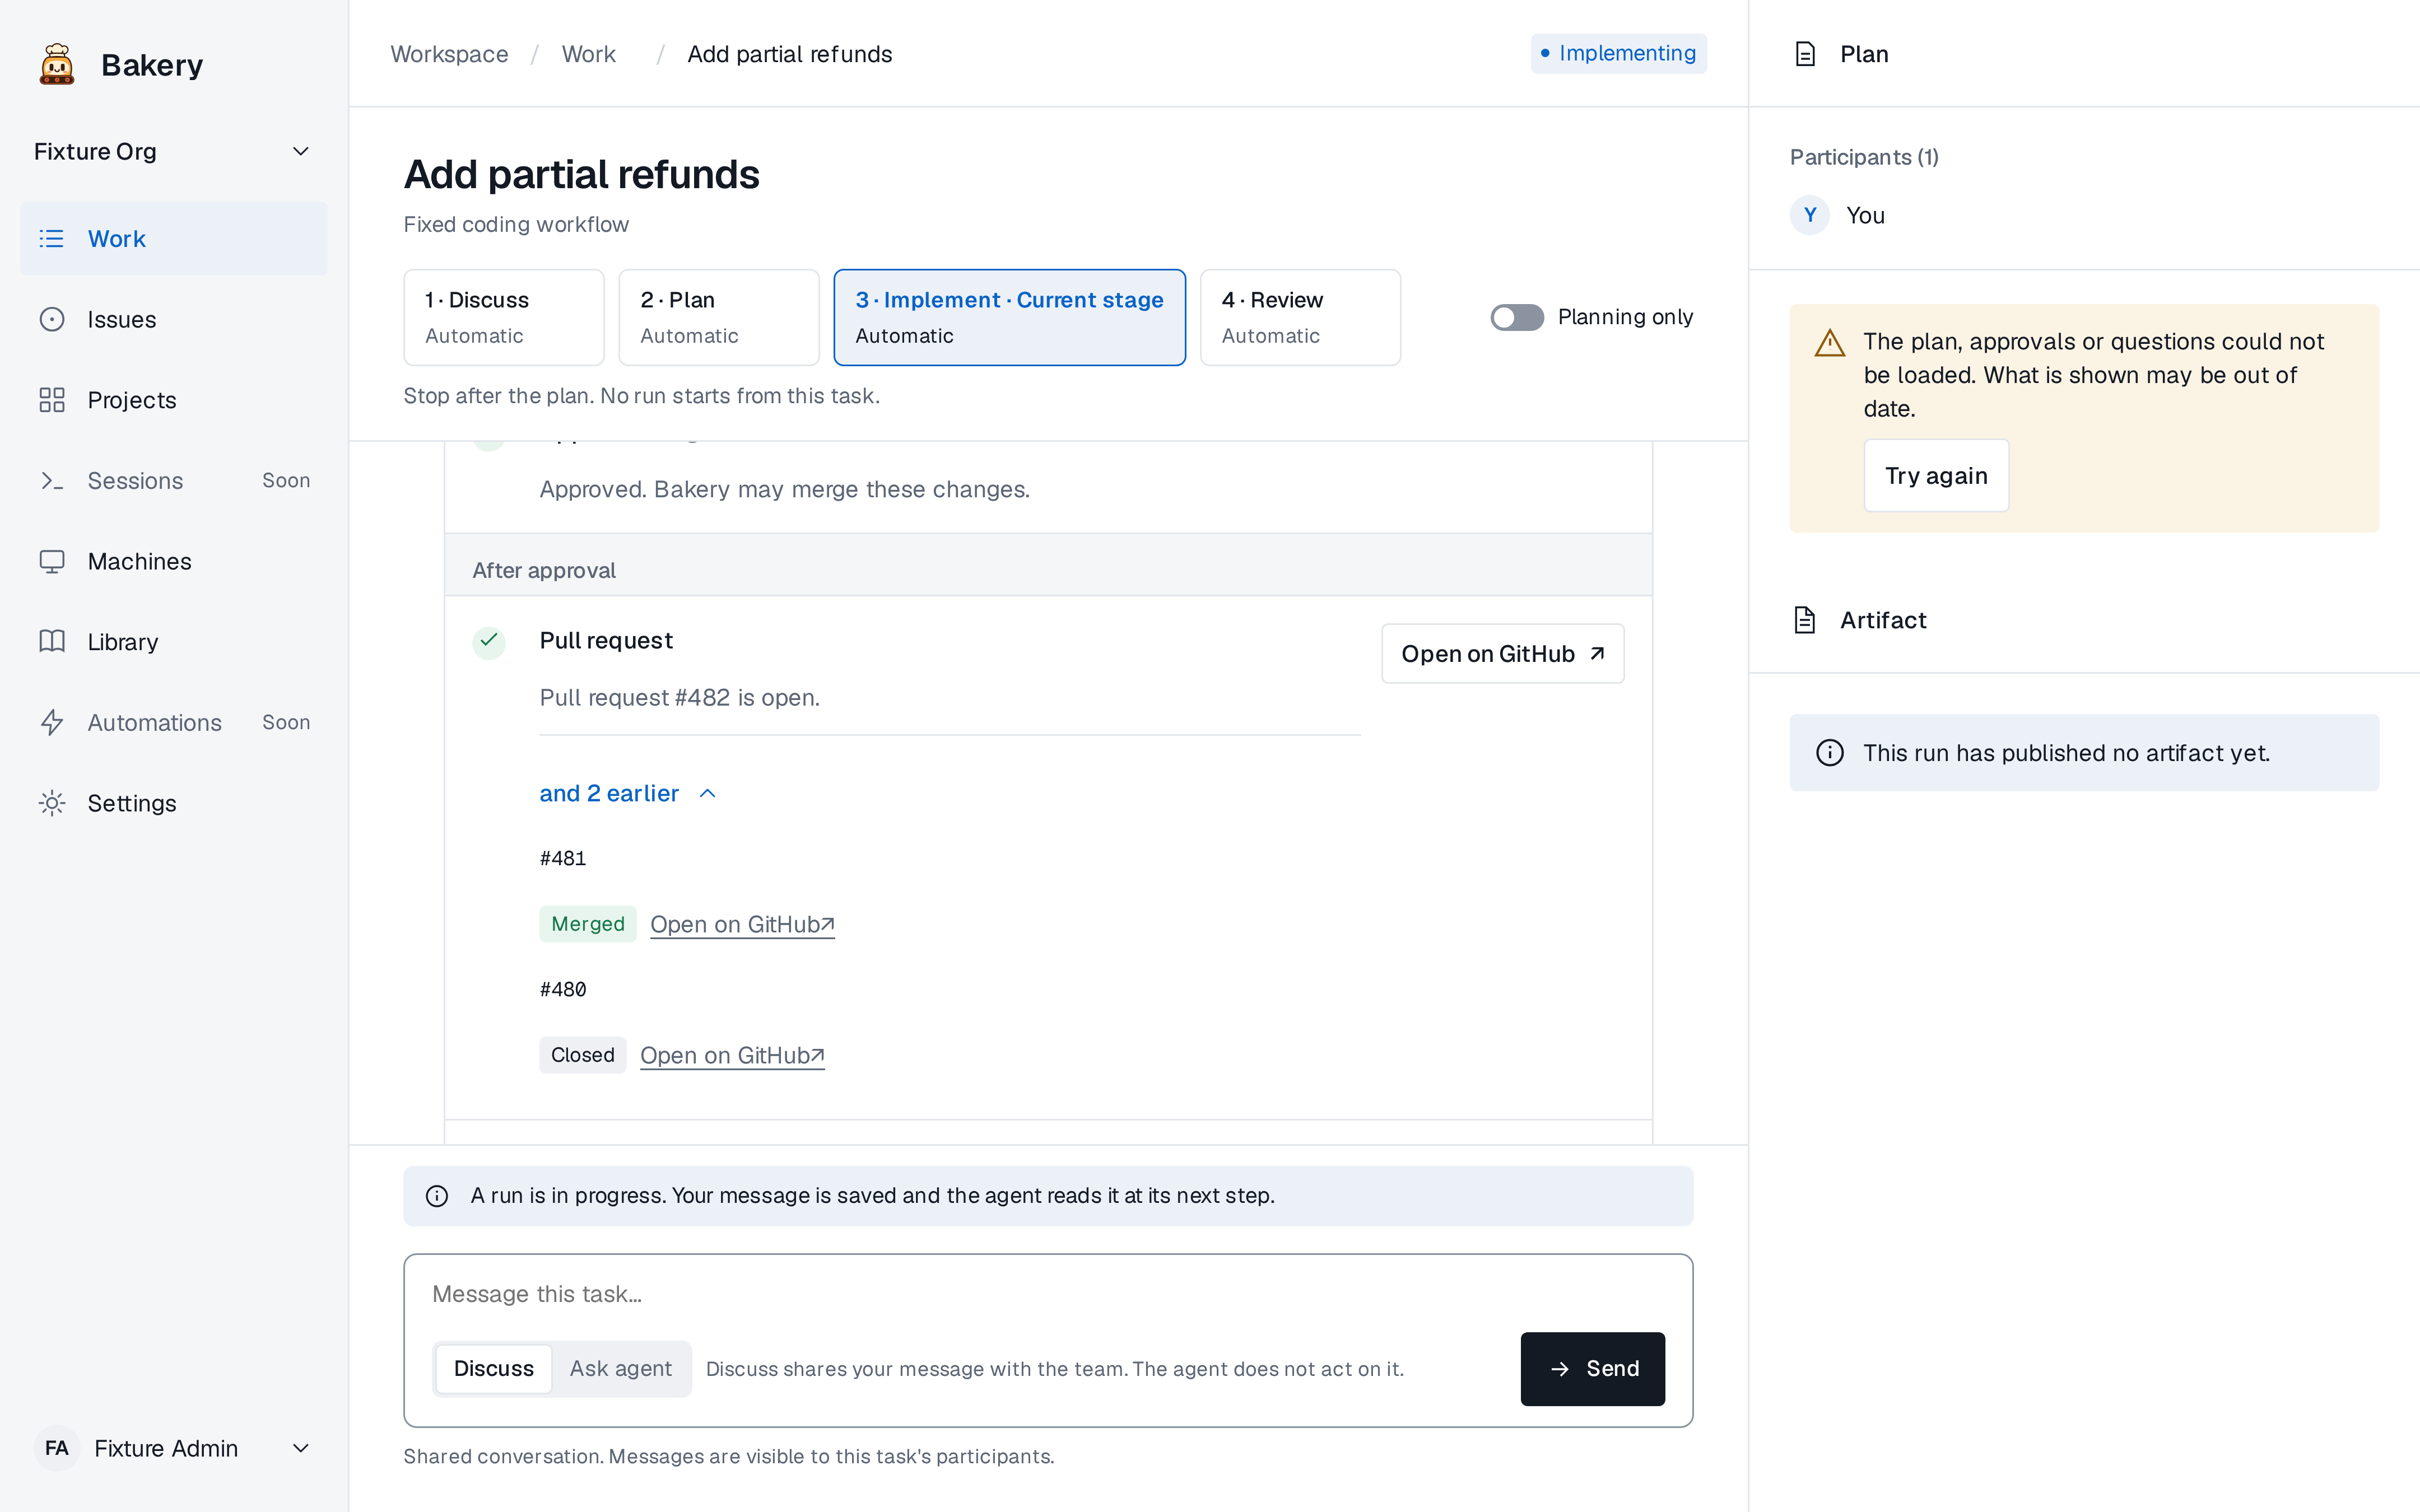 Bakery
Fixture Org
Work
Issues
Projects
Sessions Soon
Machines
Library
Automations Soon
Settings
FA Fixture Admin
Workspace / Work / Add partial refunds
Implementing
Add partial refunds
Fixed coding workflow
1 · Discuss
Automatic
2 · Plan
Automatic
3 · Implement · Current stage
Automatic
4 · Review
Automatic
Planning only
Stop after the plan. No run starts from this task.
Approved. Bakery may merge these changes.
After approval
Pull request
Open on GitHub
Pull request #482 is open.
and 2 earlier
#481
Merged Open on GitHub
#480
Closed Open on GitHub
A run is in progress. Your message is saved and the agent reads it at its next step.
Message this task...
Discuss Ask agent Discuss shares your message with the team. The agent does not act on it.
Send
Shared conversation. Messages are visible to this task's participants.
Plan
Participants (1)
Y You
The plan, approvals or questions could not
be loaded. What is shown may be out of
date.
Try again
Artifact
This run has published no artifact yet.